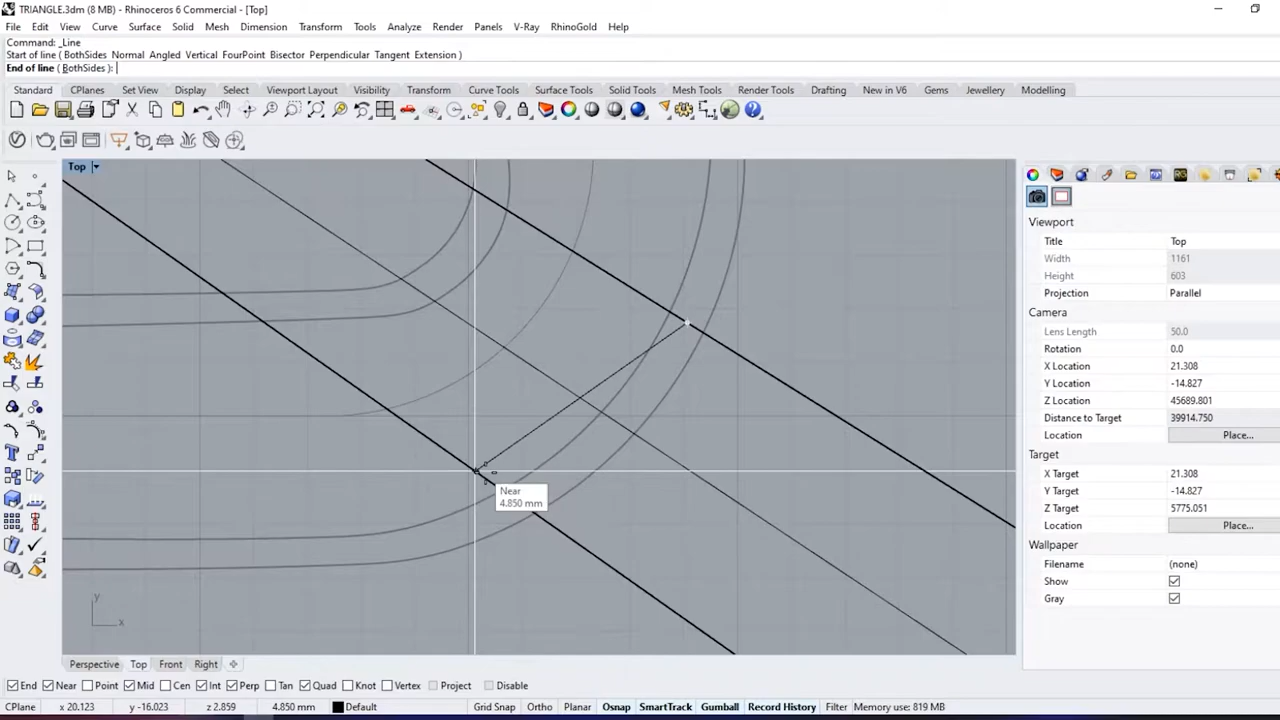 TRIANGLE.3dm (8 MB) - Rhinoceros 6 Commercial - [Top]
File Edit View Curve Surface Solid Mesh Dimension Transform Tools Analyze Render Panels V-Ray RhinoGold Help
Command: _Line
Start of line ( BothSides Normal Angled Vertical FourPoint Bisector Perpendicular Tangent Extension )
End of line ( BothSides ):
Standard CPlanes Set View Display Select Viewport Layout Visibility Transform Curve Tools Surface Tools Solid Tools Mesh Tools Render Tools Drafting New in V6 Gems Jewellery Modelling
Top
Viewport
Title Top
Width 1161
Height 603
Projection Parallel
Camera
Lens Length 50.0
Rotation 0.0
X Location 21.308
Y Location -14.827
Z Location 45689.801
Distance to Target 39914.750
Location Place...
Target
X Target 21.308
Y Target -14.827
Z Target 5775.051
Location Place...
Wallpaper
Filename (none)
Show
Gray
Near
4.850 mm
y
x
Perspective Top Front Right
End Near Point Mid Cen Int Perp Tan Quad Knot Vertex Project Disable
CPlane x 20.123 y -16.023 z 2.859 4.850 mm Default Grid Snap Ortho Planar Osnap SmartTrack Gumball Record History Filter Memory use: 819 MB